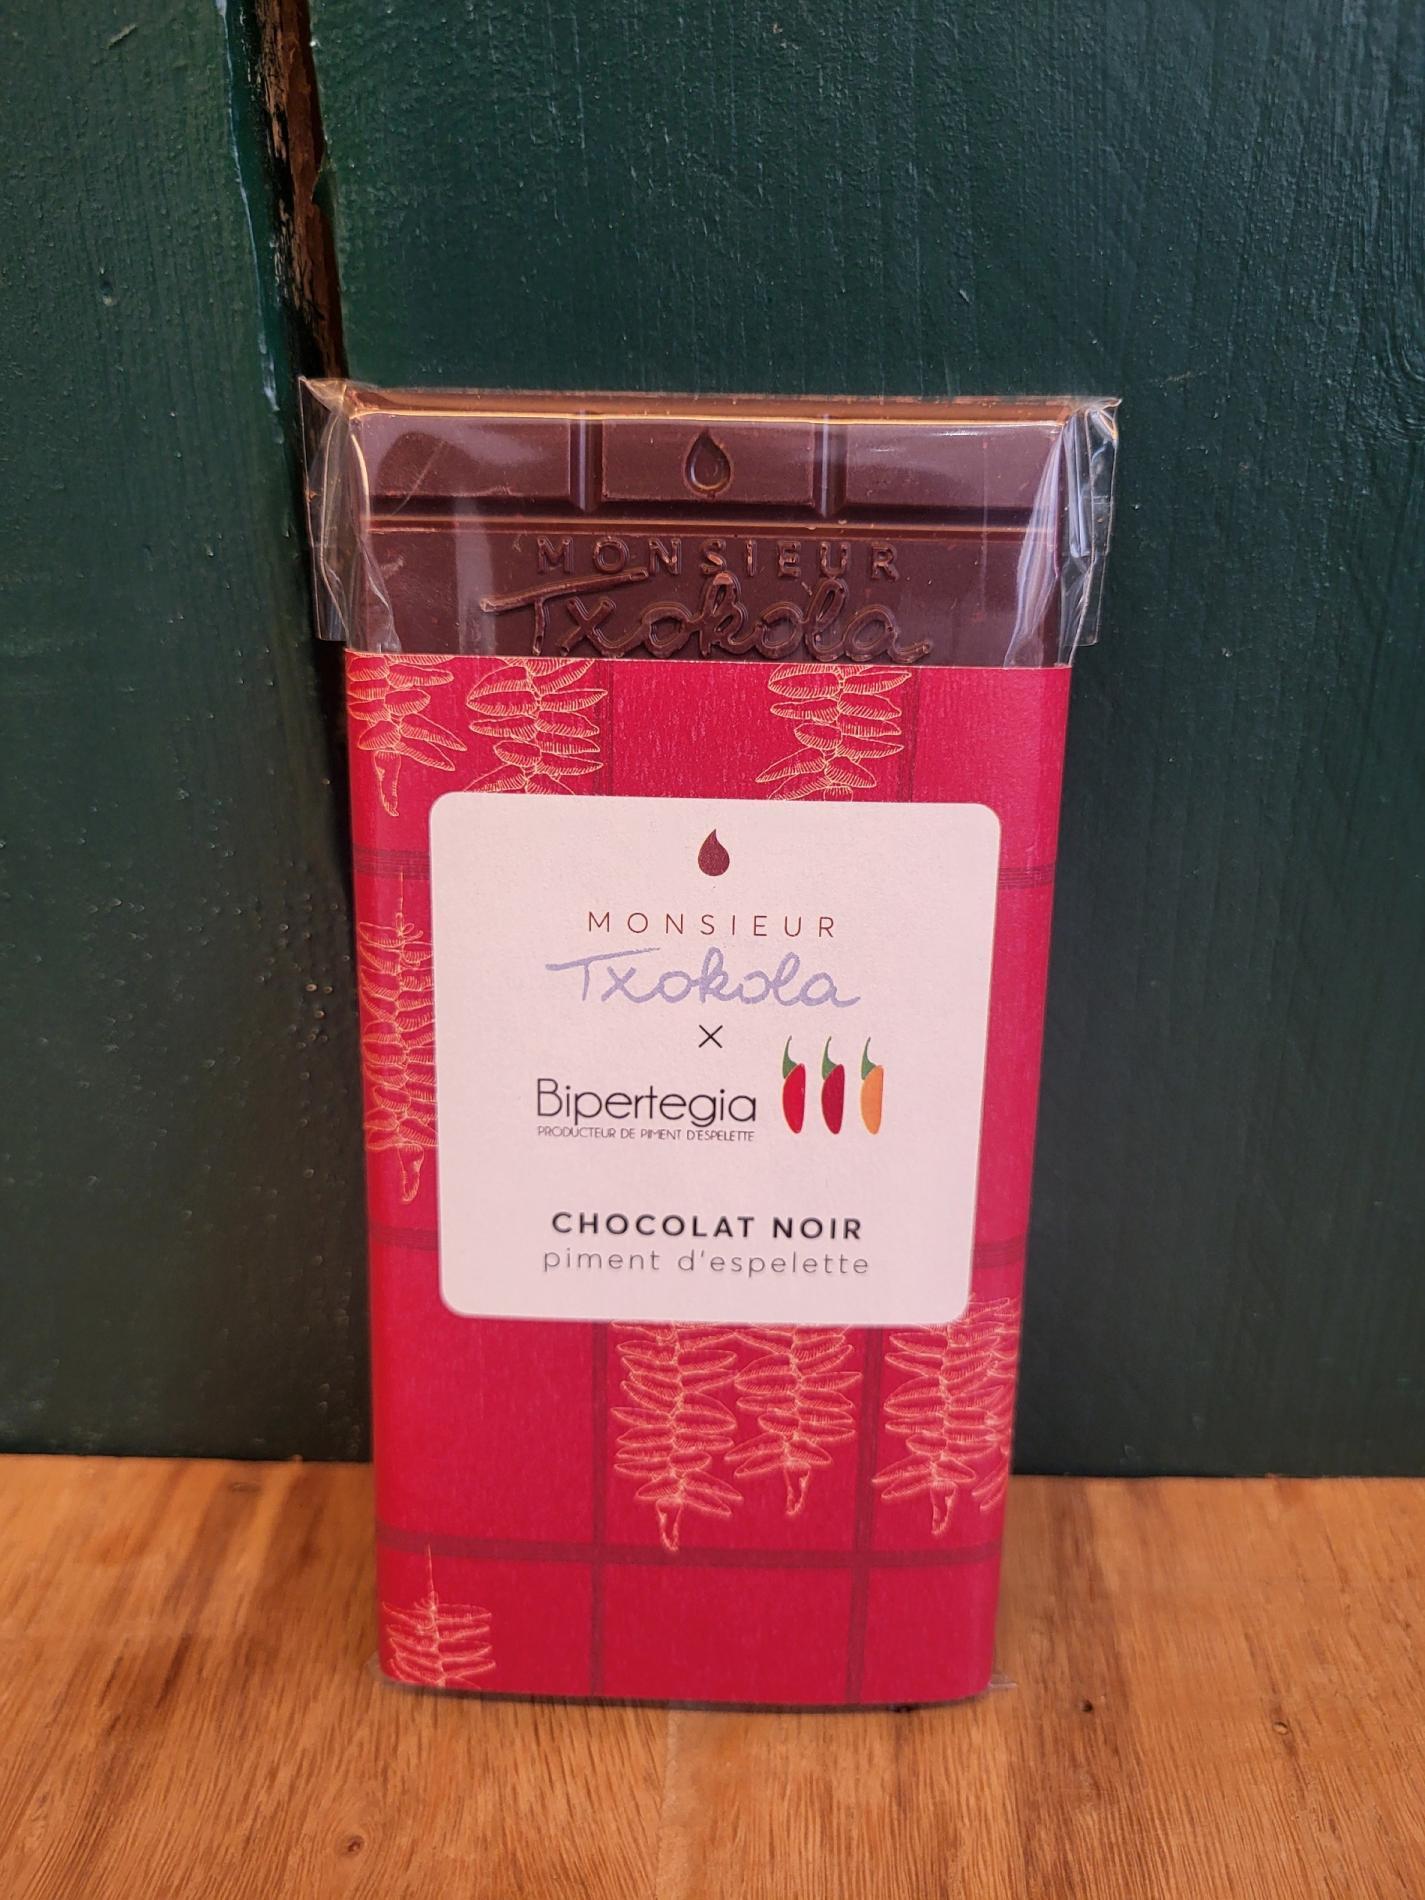 MONSIEUR
Txokola
MONSIEUR
Txokola
×
Bipertegia
PRODUCTEUR DE PIMENT D'ESPELETTE
CHOCOLAT NOIR
piment d'espelette